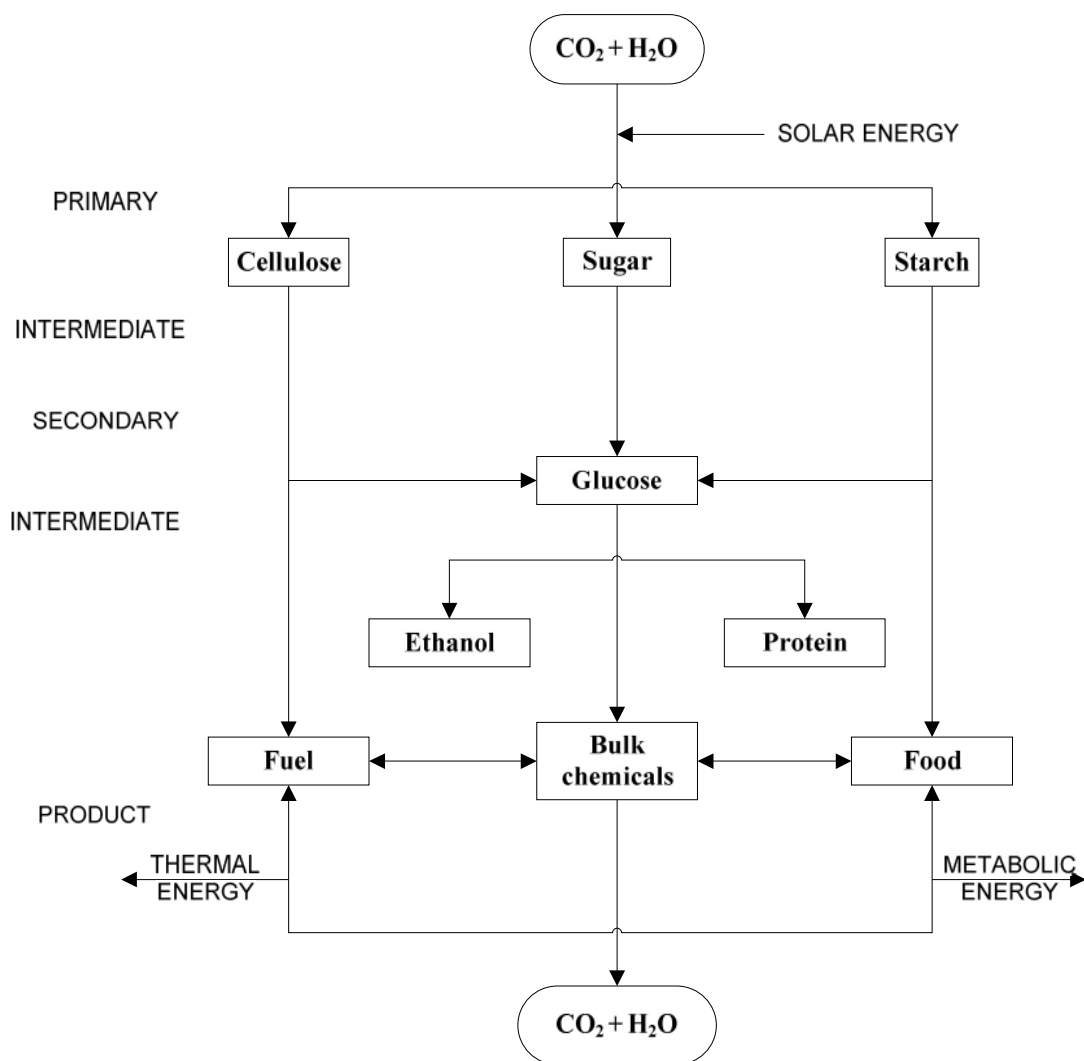 CO₂ + H₂O
SOLAR ENERGY
PRIMARY
Cellulose
Sugar
Starch
INTERMEDIATE
SECONDARY
Glucose
INTERMEDIATE
Ethanol
Protein
Fuel
Bulk
chemicals
Food
PRODUCT
THERMAL
ENERGY
METABOLIC
ENERGY
CO₂ + H₂O